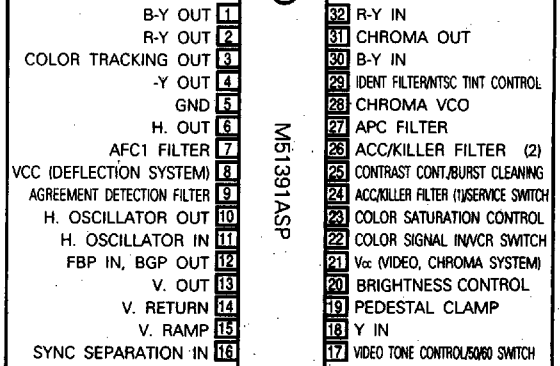 B-Y OUT 1
R-Y OUT 2
COLOR TRACKING OUT 3
-Y OUT 4
GND 5
H. OUT 6
AFC1 FILTER 7
VCC (DEFLECTION SYSTEM) 8
AGREEMENT DETECTION FILTER 9
H. OSCILLATOR OUT 10
H. OSCILLATOR IN 11
FBP IN, BGP OUT 12
V. OUT 13
V. RETURN 14
V. RAMP 15
SYNC SEPARATION IN 16
M51391ASP
32 R-Y IN
31 CHROMA OUT
30 B-Y IN
29 IDENT FILTER/NTSC TINT CONTROL
28 CHROMA VCO
27 APC FILTER
26 ACC/KILLER FILTER (2)
25 CONTRAST CONT./BURST CLEANING
24 ACC/KILLER FILTER (1)/SERVICE SWITCH
23 COLOR SATURATION CONTROL
22 COLOR SIGNAL IN/VCR SWITCH
21 Vcc (VIDEO, CHROMA SYSTEM)
20 BRIGHTNESS CONTROL
19 PEDESTAL CLAMP
18 Y IN
17 VIDEO TONE CONTROL/50/60 SWITCH